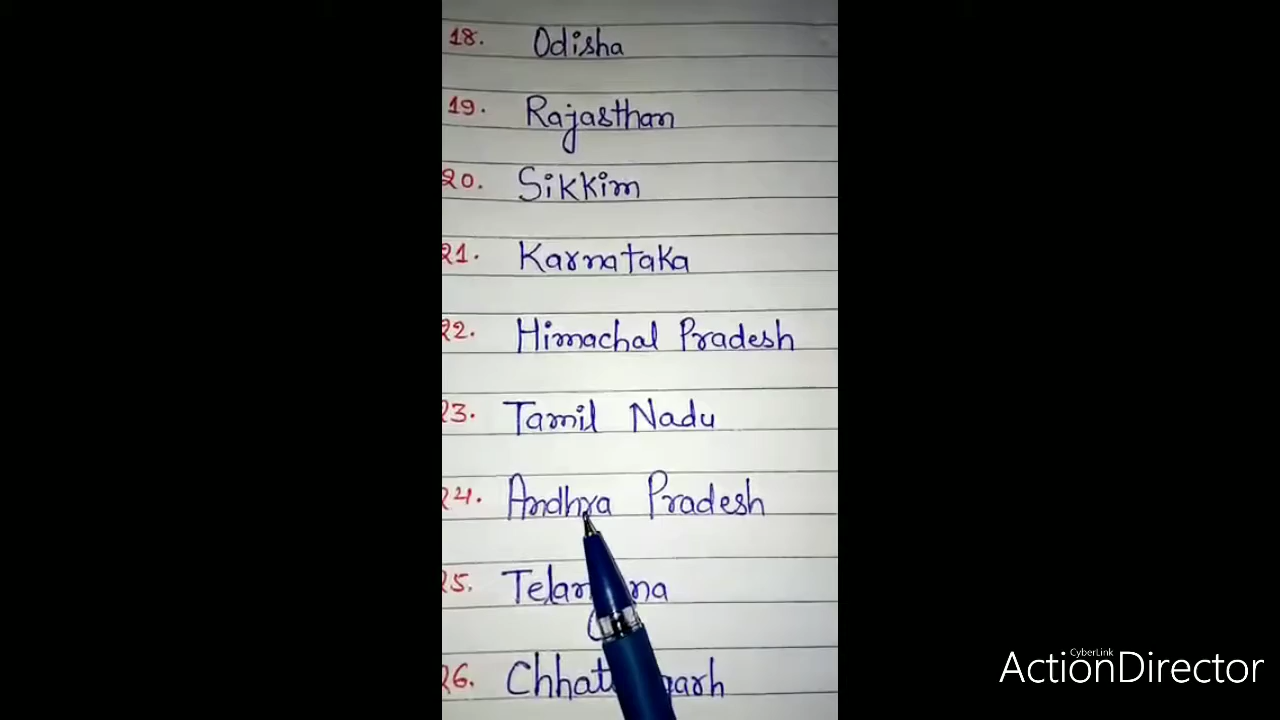 18. Odisha
19. Rajasthan
20. Sikkim
21. Karnataka
22. Himachal Pradesh
23. Tamil Nadu
24. Andhra Pradesh
25.
26.
CyberLink
ActionDirector